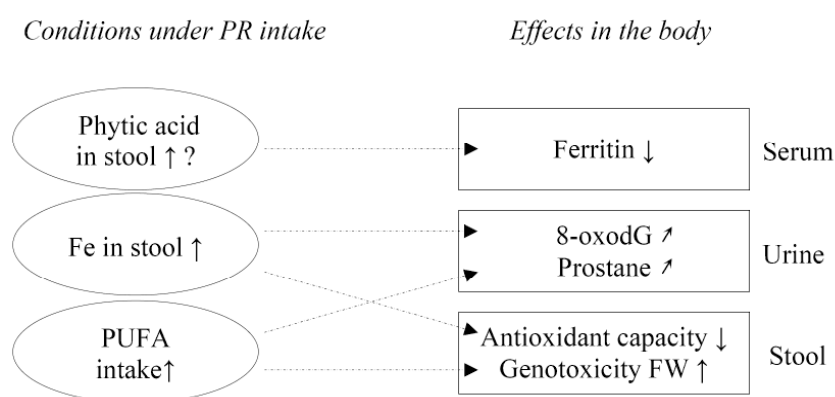 Conditions under PR intake
Effects in the body
Phytic acid
in stool ↑ ?
Ferritin ↓
Serum
Fe in stool ↑
8-oxodG ↗
Prostane ↗
Urine
PUFA
intake↑
Antioxidant capacity ↓
Genotoxicity FW ↑
Stool